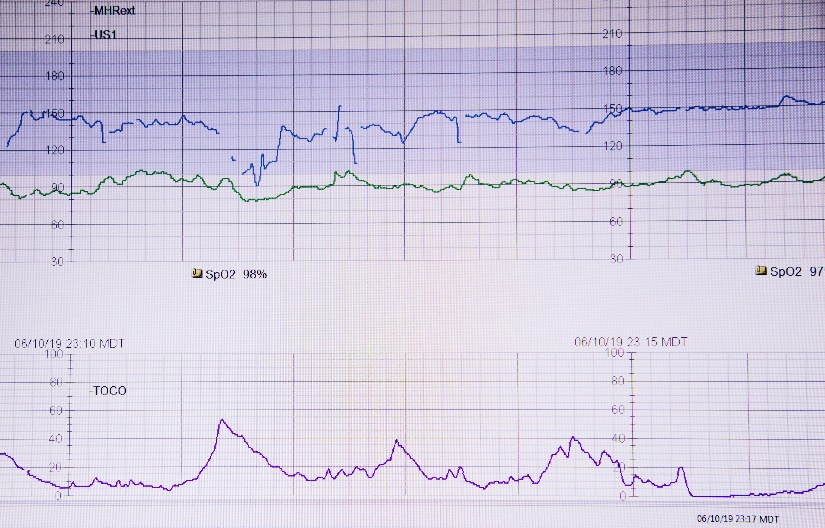 240
-MHRext
-US1
210 210
180 180
150 150
120 120
90 90
60 60
30 30
SpO2 98% SpO2 97
06/10/19 23:10 MDT 06/10/19 23:15 MDT
100 100
80 80
-TOCO
60 60
40 40
20 20
0 0
06/10/19 23:17 MDT